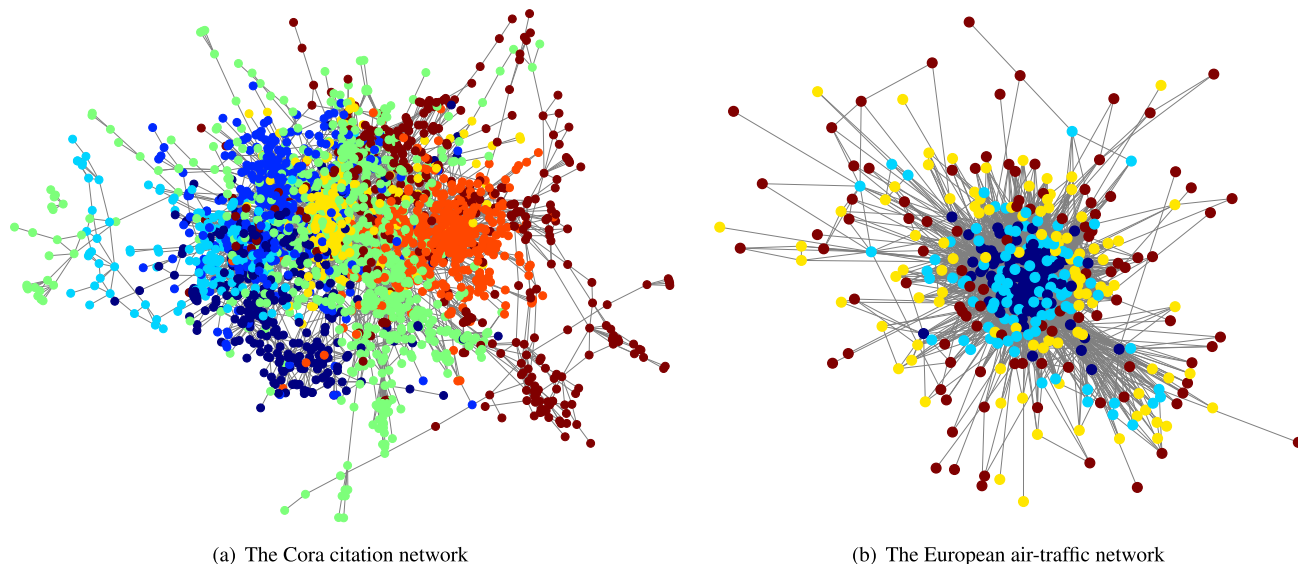 (a) The Cora citation network
(b) The European air-traffic network